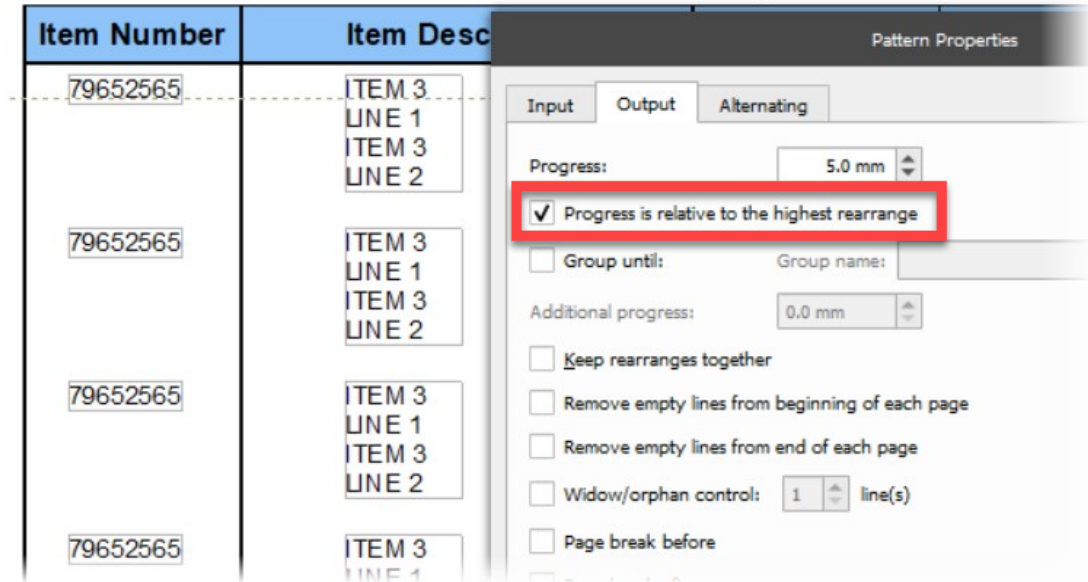 Item Number Item Desc
79652565 ITEM 3
LINE 1
ITEM 3
LINE 2
79652565 ITEM 3
LINE 1
ITEM 3
LINE 2
79652565 ITEM 3
LINE 1
ITEM 3
LINE 2
79652565 ITEM 3
LINE 1
Pattern Properties
Input Output Alternating
Progress: 5.0 mm
Progress is relative to the highest rearrange
Group until: Group name:
Additional progress: 0.0 mm
Keep rearranges together
Remove empty lines from beginning of each page
Remove empty lines from end of each page
Widow/orphan control: 1 line(s)
Page break before